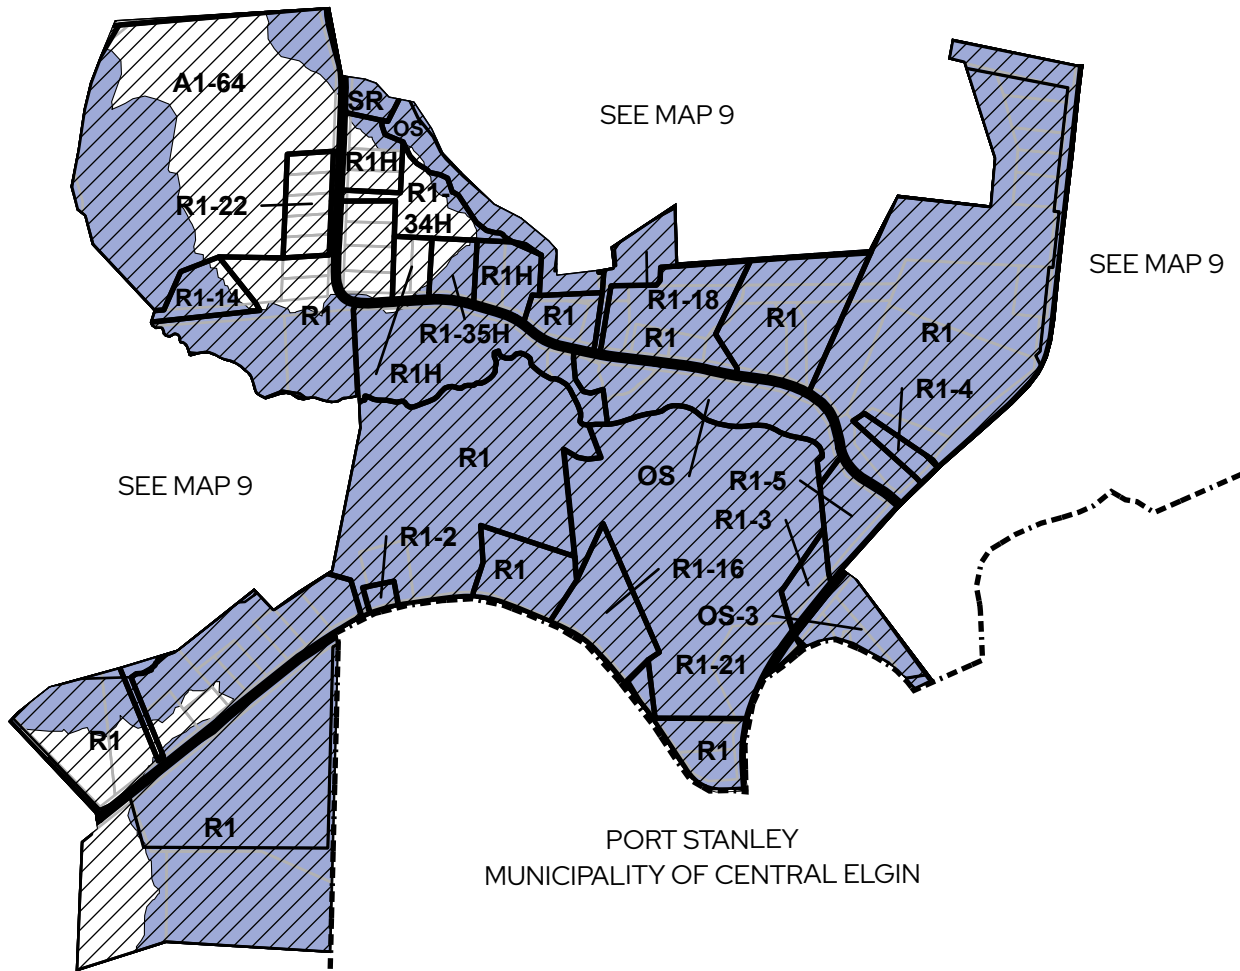 A1-64
SR
OS
SEE MAP 9
R1H
R1-22
R1-
34H
SEE MAP 9
R1H
R1-14
R1-18
R1
R1
R1
R1-35H
R1
R1
R1H
R1-4
R1
OS
R1-5
SEE MAP 9
R1-3
R1-2
R1
R1-16
OS-3
R1-21
R1
R1
R1
PORT STANLEY
MUNICIPALITY OF CENTRAL ELGIN